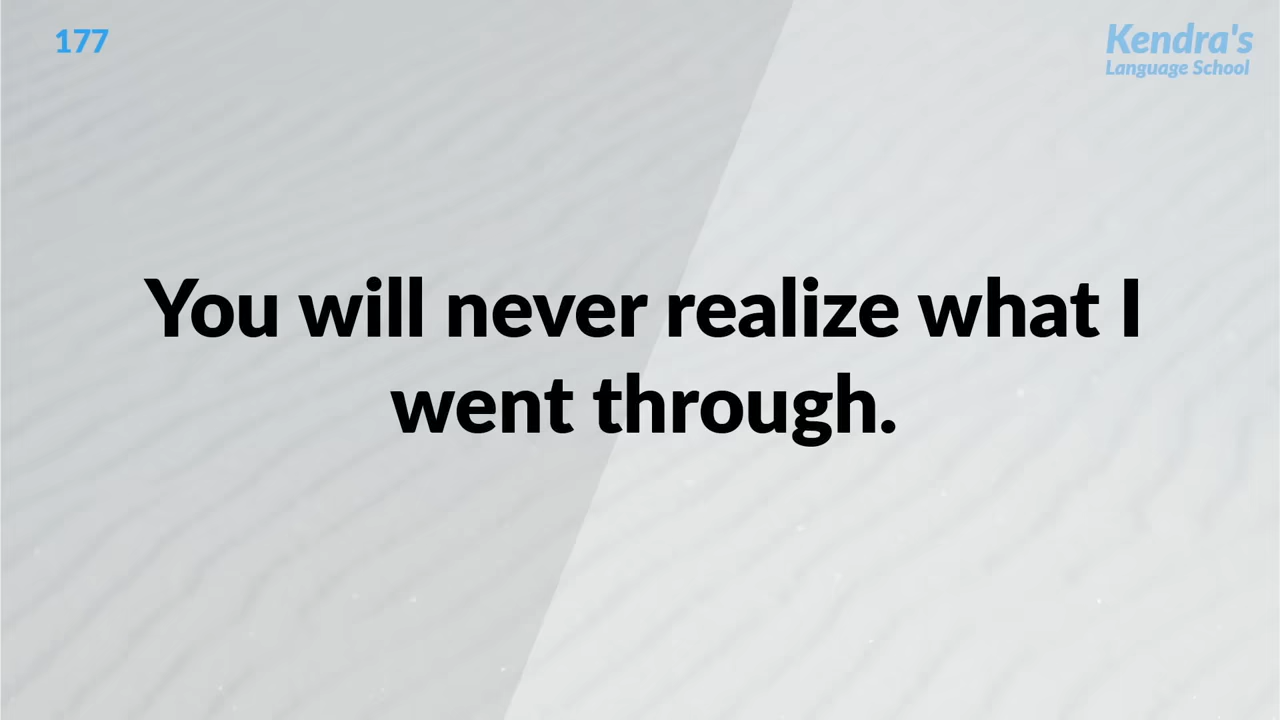 177
Kendra's
Language School
You will never realize what I
went through.